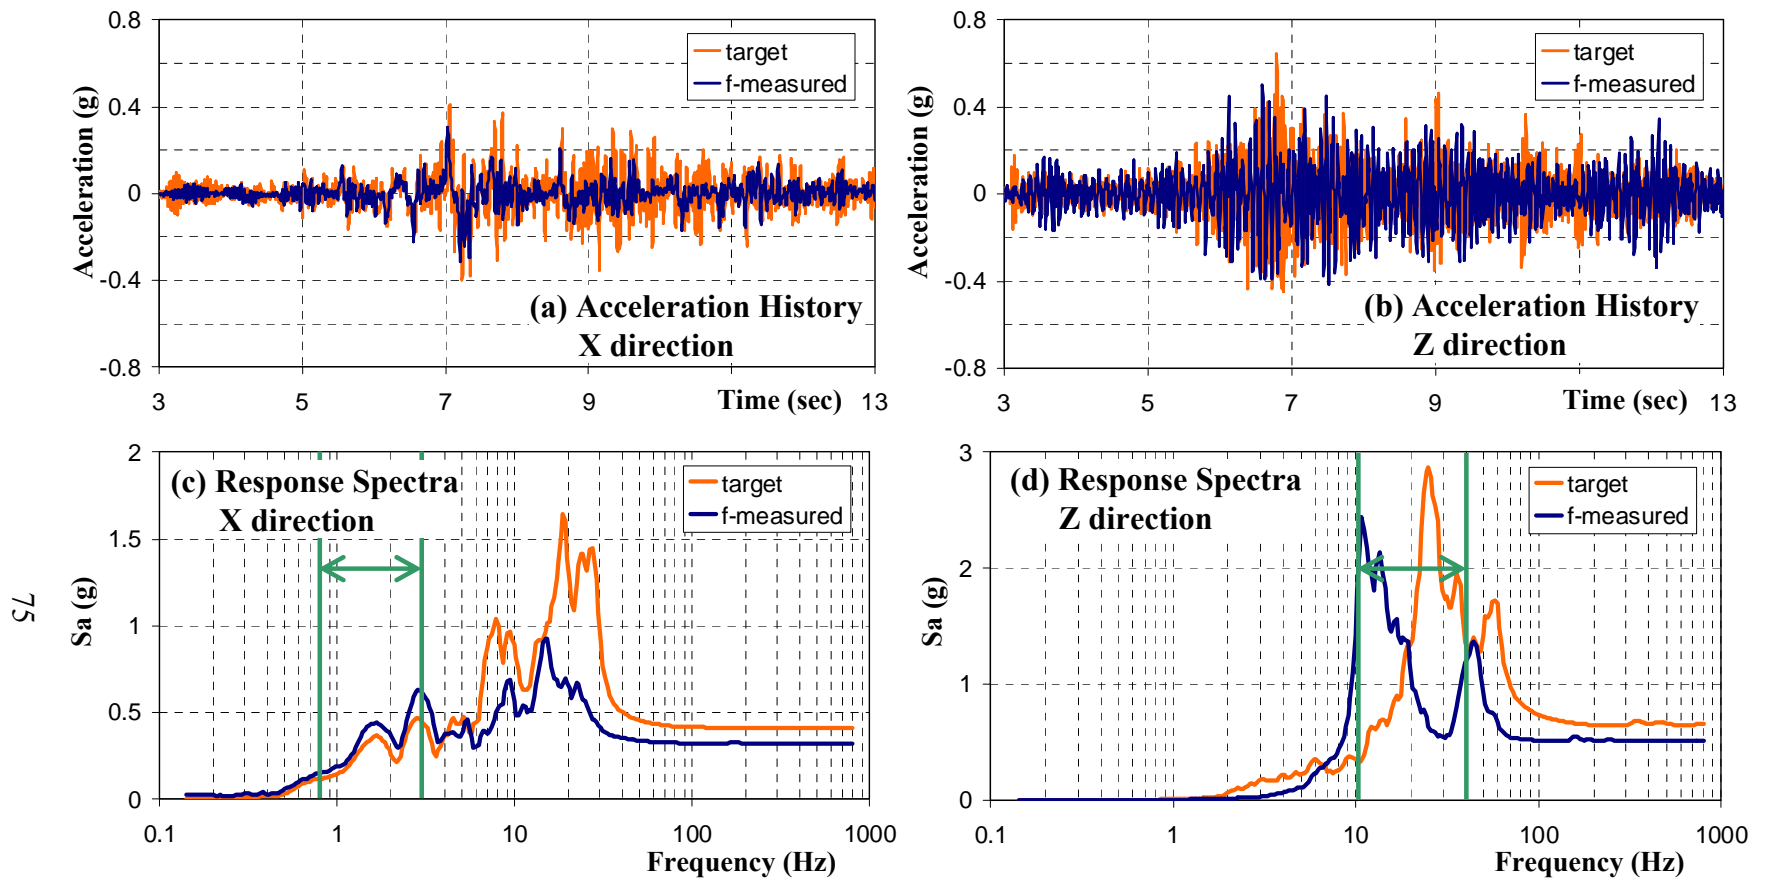 0.8
0.4
0
-0.4
-0.8
Acceleration (g)
target
f-measured
(a) Acceleration History
X direction
3
5
7
9
Time (sec)
13
0.8
0.4
0
-0.4
-0.8
Acceleration (g)
target
f-measured
(b) Acceleration History
Z direction
3
5
7
9
Time (sec)
13
75
2
1.5
1
0.5
0
Sa (g)
(c) Response Spectra
X direction
target
f-measured
0.1
1
10
100
1000
Frequency (Hz)
3
2
1
0
Sa (g)
(d) Response Spectra
Z direction
target
f-measured
0.1
1
10
100
1000
Frequency (Hz)